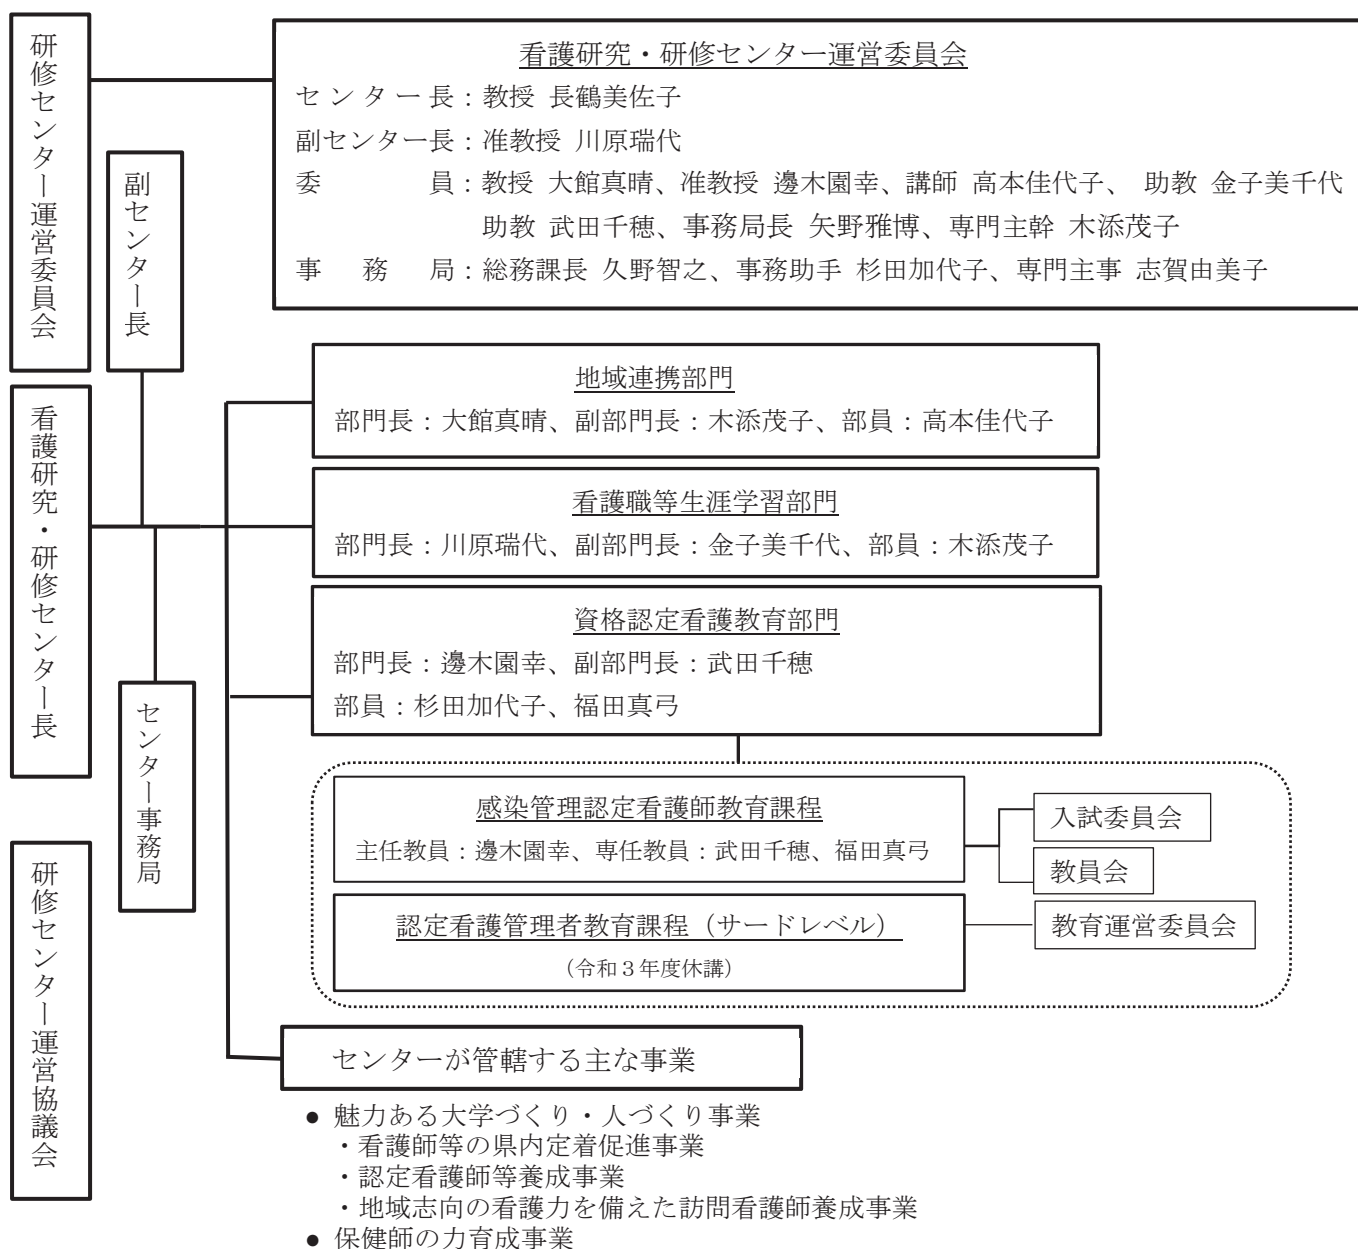 研修センター運営委員会
看護研究・研修センター運営委員会
センター長：教授 長鶴美佐子
副センター長：准教授 川原瑞代
委員：教授 大館真晴、准教授 邊木園幸、講師 高本佳代子、 助教 金子美千代
助教 武田千穂、事務局長 矢野雅博、専門主幹 木添茂子
事務局：総務課長 久野智之、事務助手 杉田加代子、専門主事 志賀由美子
副センター長
看護研究・研修センター長
地域連携部門
部門長：大館真晴、副部門長：木添茂子、部員：高本佳代子
看護職等生涯学習部門
部門長：川原瑞代、副部門長：金子美千代、部員：木添茂子
資格認定看護教育部門
部門長：邊木園幸、副部門長：武田千穂
部員：杉田加代子、福田真弓
センター事務局
感染管理認定看護師教育課程
主任教員：邊木園幸、専任教員：武田千穂、福田真弓
入試委員会
教員会
認定看護管理者教育課程（サードレベル）
（令和３年度休講）
教育運営委員会
研修センター運営協議会
センターが管轄する主な事業
● 魅力ある大学づくり・人づくり事業
・看護師等の県内定着促進事業
・認定看護師等養成事業
・地域志向の看護力を備えた訪問看護師養成事業
● 保健師の力育成事業